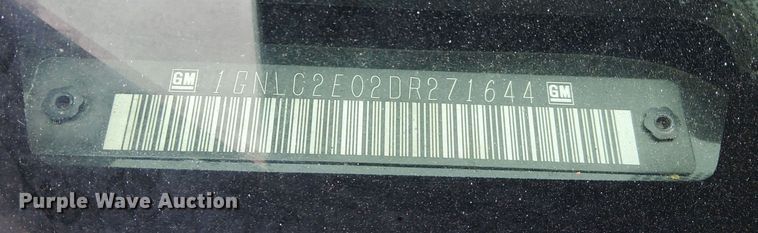 GM 1GNLC2E02DR271644 GM
Purple Wave Auction